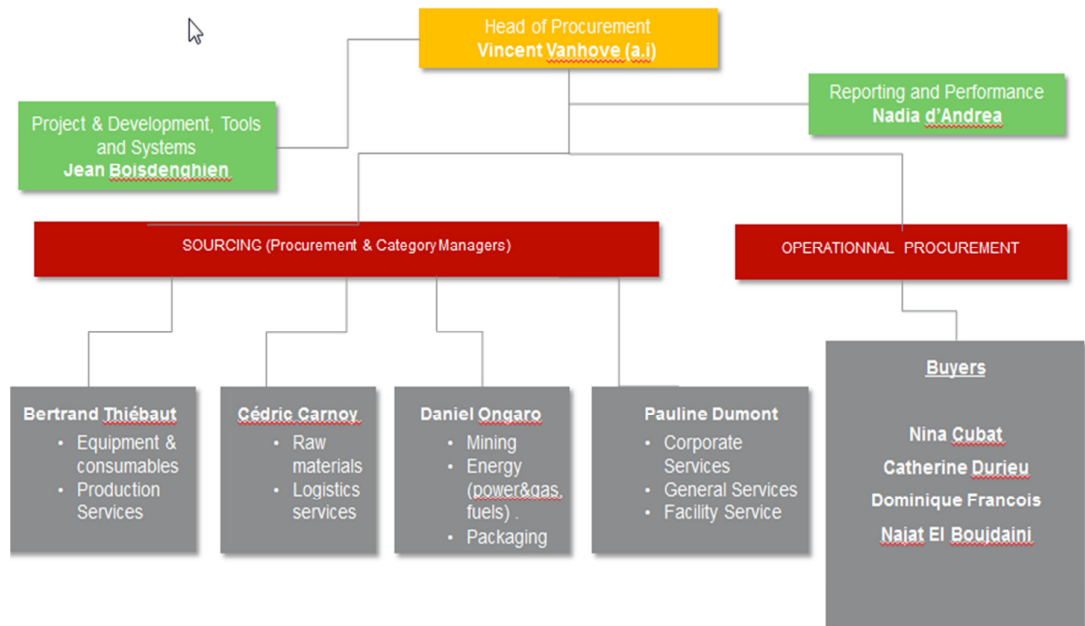 Head of Procurement
Vincent Vanhove (a.i)
Reporting and Performance
Nadia d'Andrea
Project & Development, Tools
and Systems
Jean Boisdenghien
SOURCING (Procurement & Category Managers)
OPERATIONNAL PROCUREMENT
Bertrand Thiébaut
• Equipment &
consumables
• Production
Services
Cédric Carnoy
• Raw
materials
• Logistics
services
Daniel Ongaro
• Mining
• Energy
(power&gas,
fuels) .
• Packaging
Pauline Dumont
• Corporate
Services
• General Services
• Facility Service
Buyers
Nina Cubat
Catherine Durieu
Dominique Francois
Najat El Boujdaini